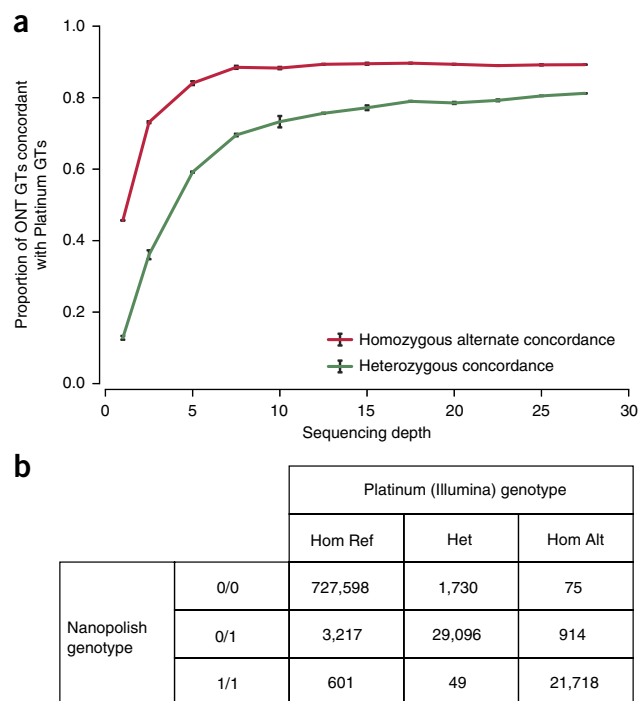 a
Proportion of ONT GTs concordant
with Platinum GTs
1.0
0.8
0.6
0.4
0.2
0.0
Homozygous alternate concordance
Heterozygous concordance
0 5 10 15 20 25 30
Sequencing depth
b
Platinum (Illumina) genotype
Hom Ref Het Hom Alt
Nanopolish
genotype
0/0 727,598 1,730 75
0/1 3,217 29,096 914
1/1 601 49 21,718